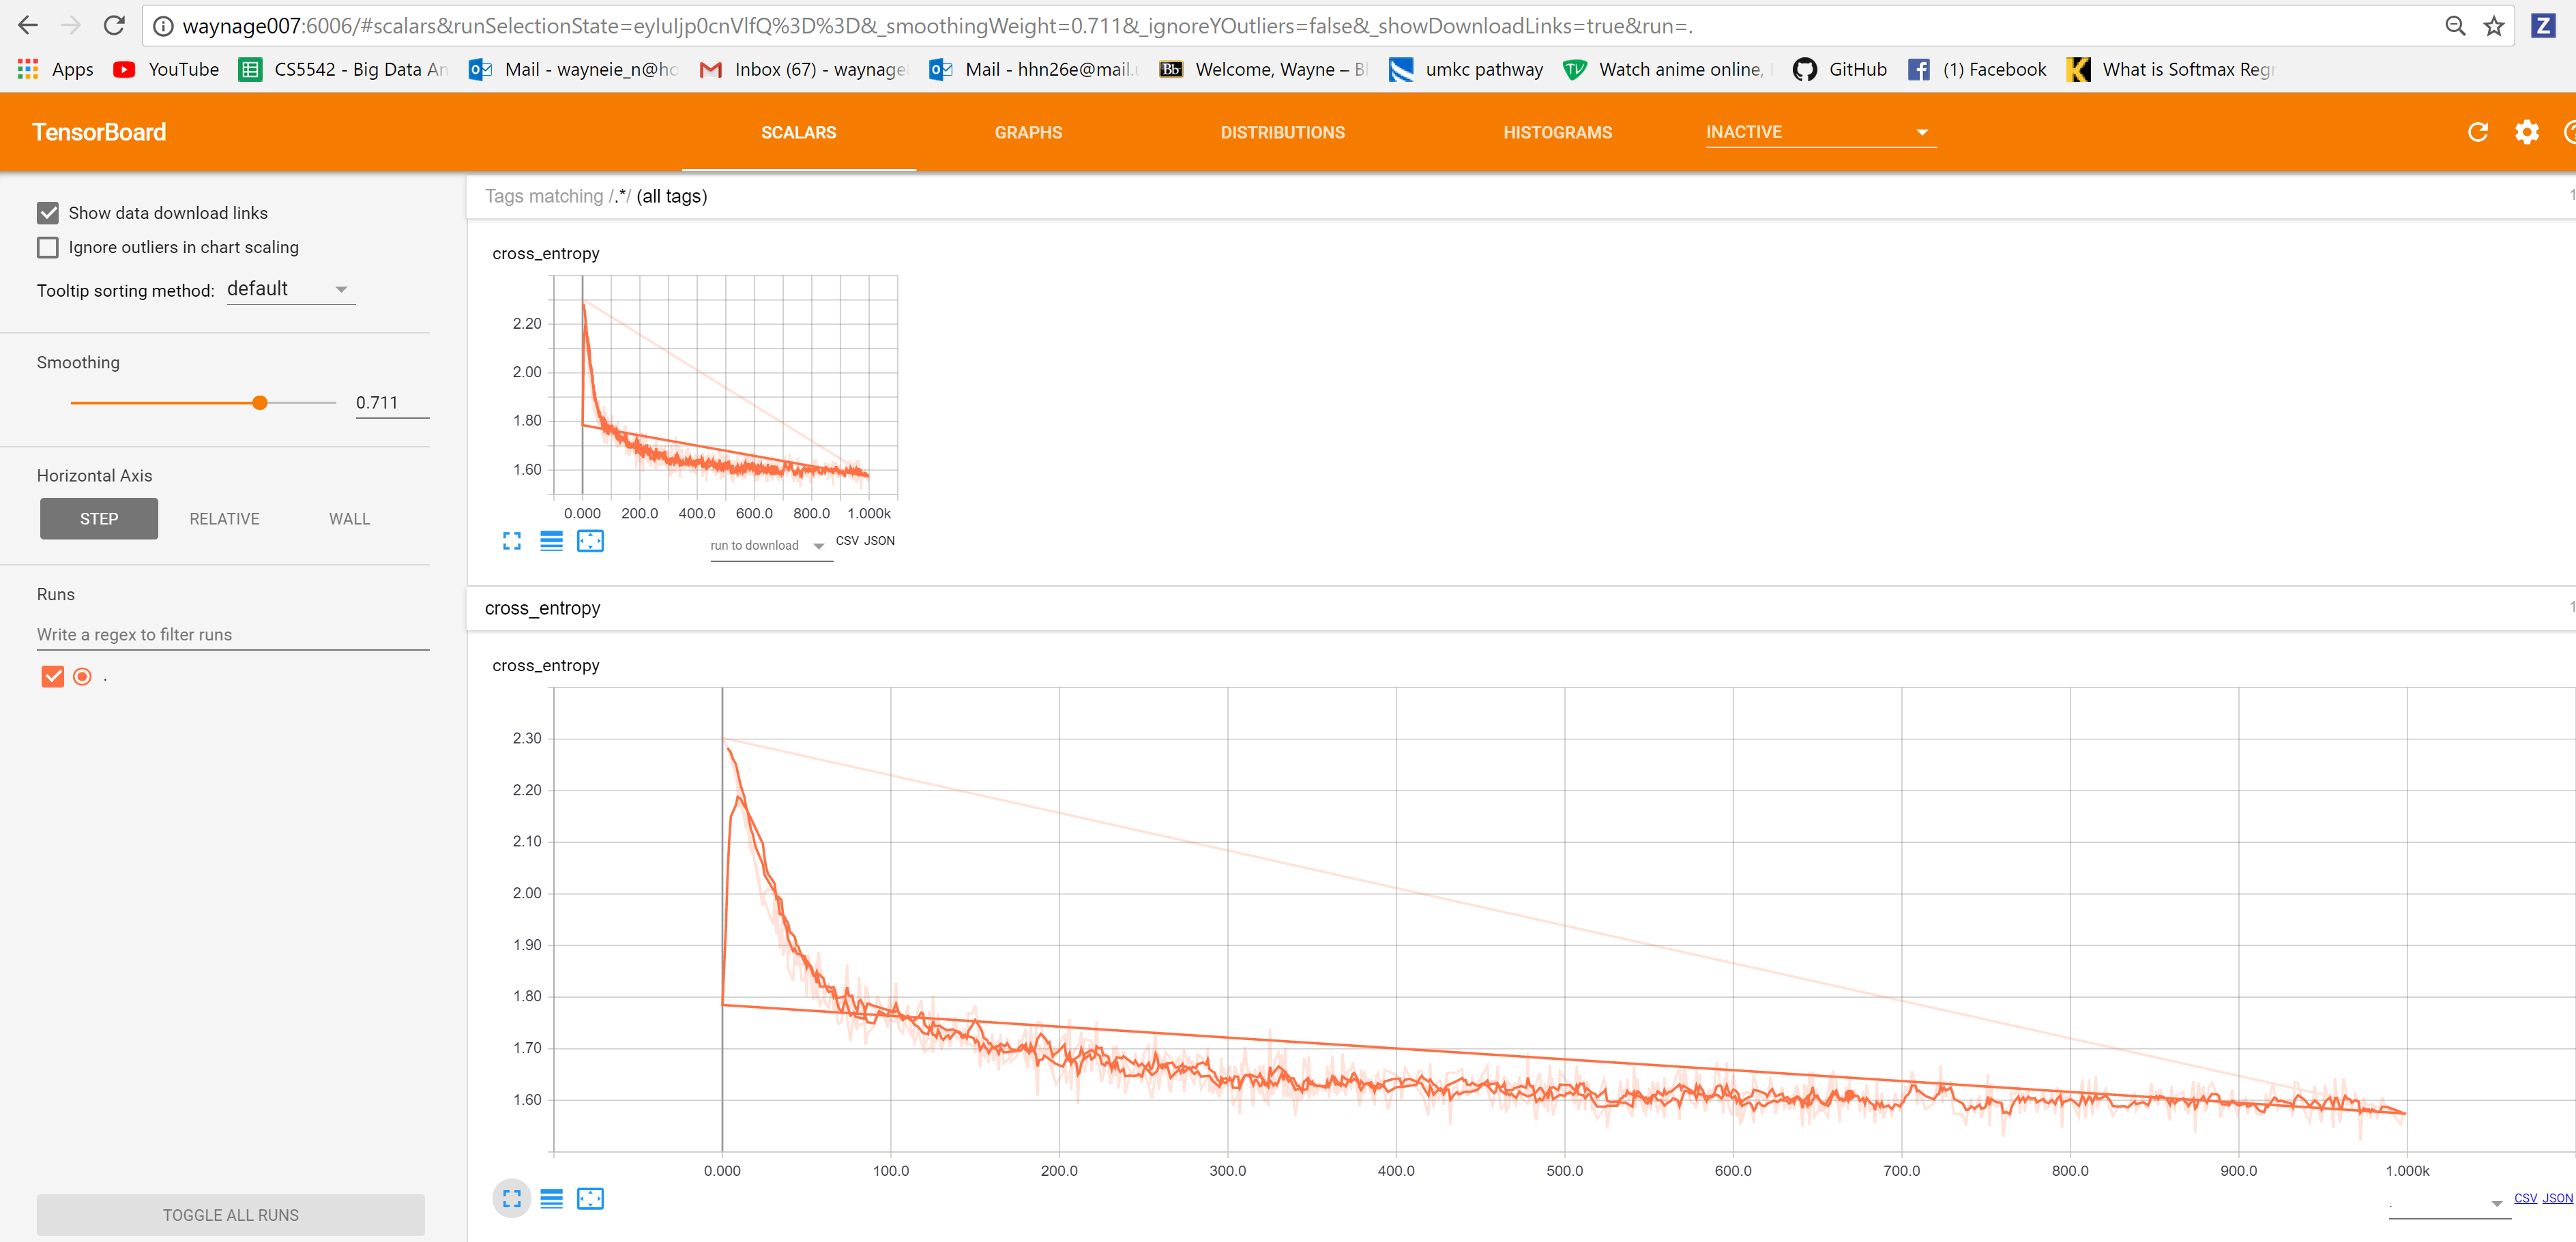 waynage007:6006/#scalars&runSelectionState=eyIuIjp0cnVlfQ%3D%3D&_smoothingWeight=0.711&_ignoreYOutliers=false&_showDownloadLinks=true&run=.
Z
Apps YouTube CS5542 - Big Data An Mail - wayneie_n@ho Inbox (67) - waynage Mail - hhn26e@mail. Bb Welcome, Wayne – Bl umkc pathway TV Watch anime online, GitHub (1) Facebook What is Softmax Regr
TensorBoard SCALARS GRAPHS DISTRIBUTIONS HISTOGRAMS INACTIVE
Show data download links
Ignore outliers in chart scaling
Tooltip sorting method: default
Smoothing
0.711
Horizontal Axis
STEP RELATIVE WALL
Runs
Write a regex to filter runs
.
TOGGLE ALL RUNS
Tags matching /.*/ (all tags) 1
cross_entropy
2.20
2.00
1.80
1.60
0.000 200.0 400.0 600.0 800.0 1.000k
run to download CSV JSON
cross_entropy 1
cross_entropy
2.30
2.20
2.10
2.00
1.90
1.80
1.70
1.60
0.000 100.0 200.0 300.0 400.0 500.0 600.0 700.0 800.0 900.0 1.000k
. CSV JSON